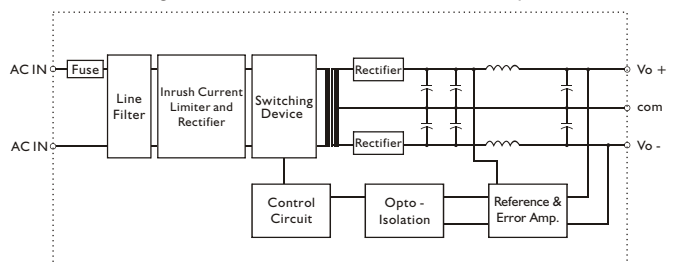 AC IN
Fuse
Line
Filter
Inrush Current
Limiter and
Rectifier
Switching
Device
Rectifier
Vo +
com
AC IN
Rectifier
Vo -
Control
Circuit
Opto -
Isolation
Reference &
Error Amp.